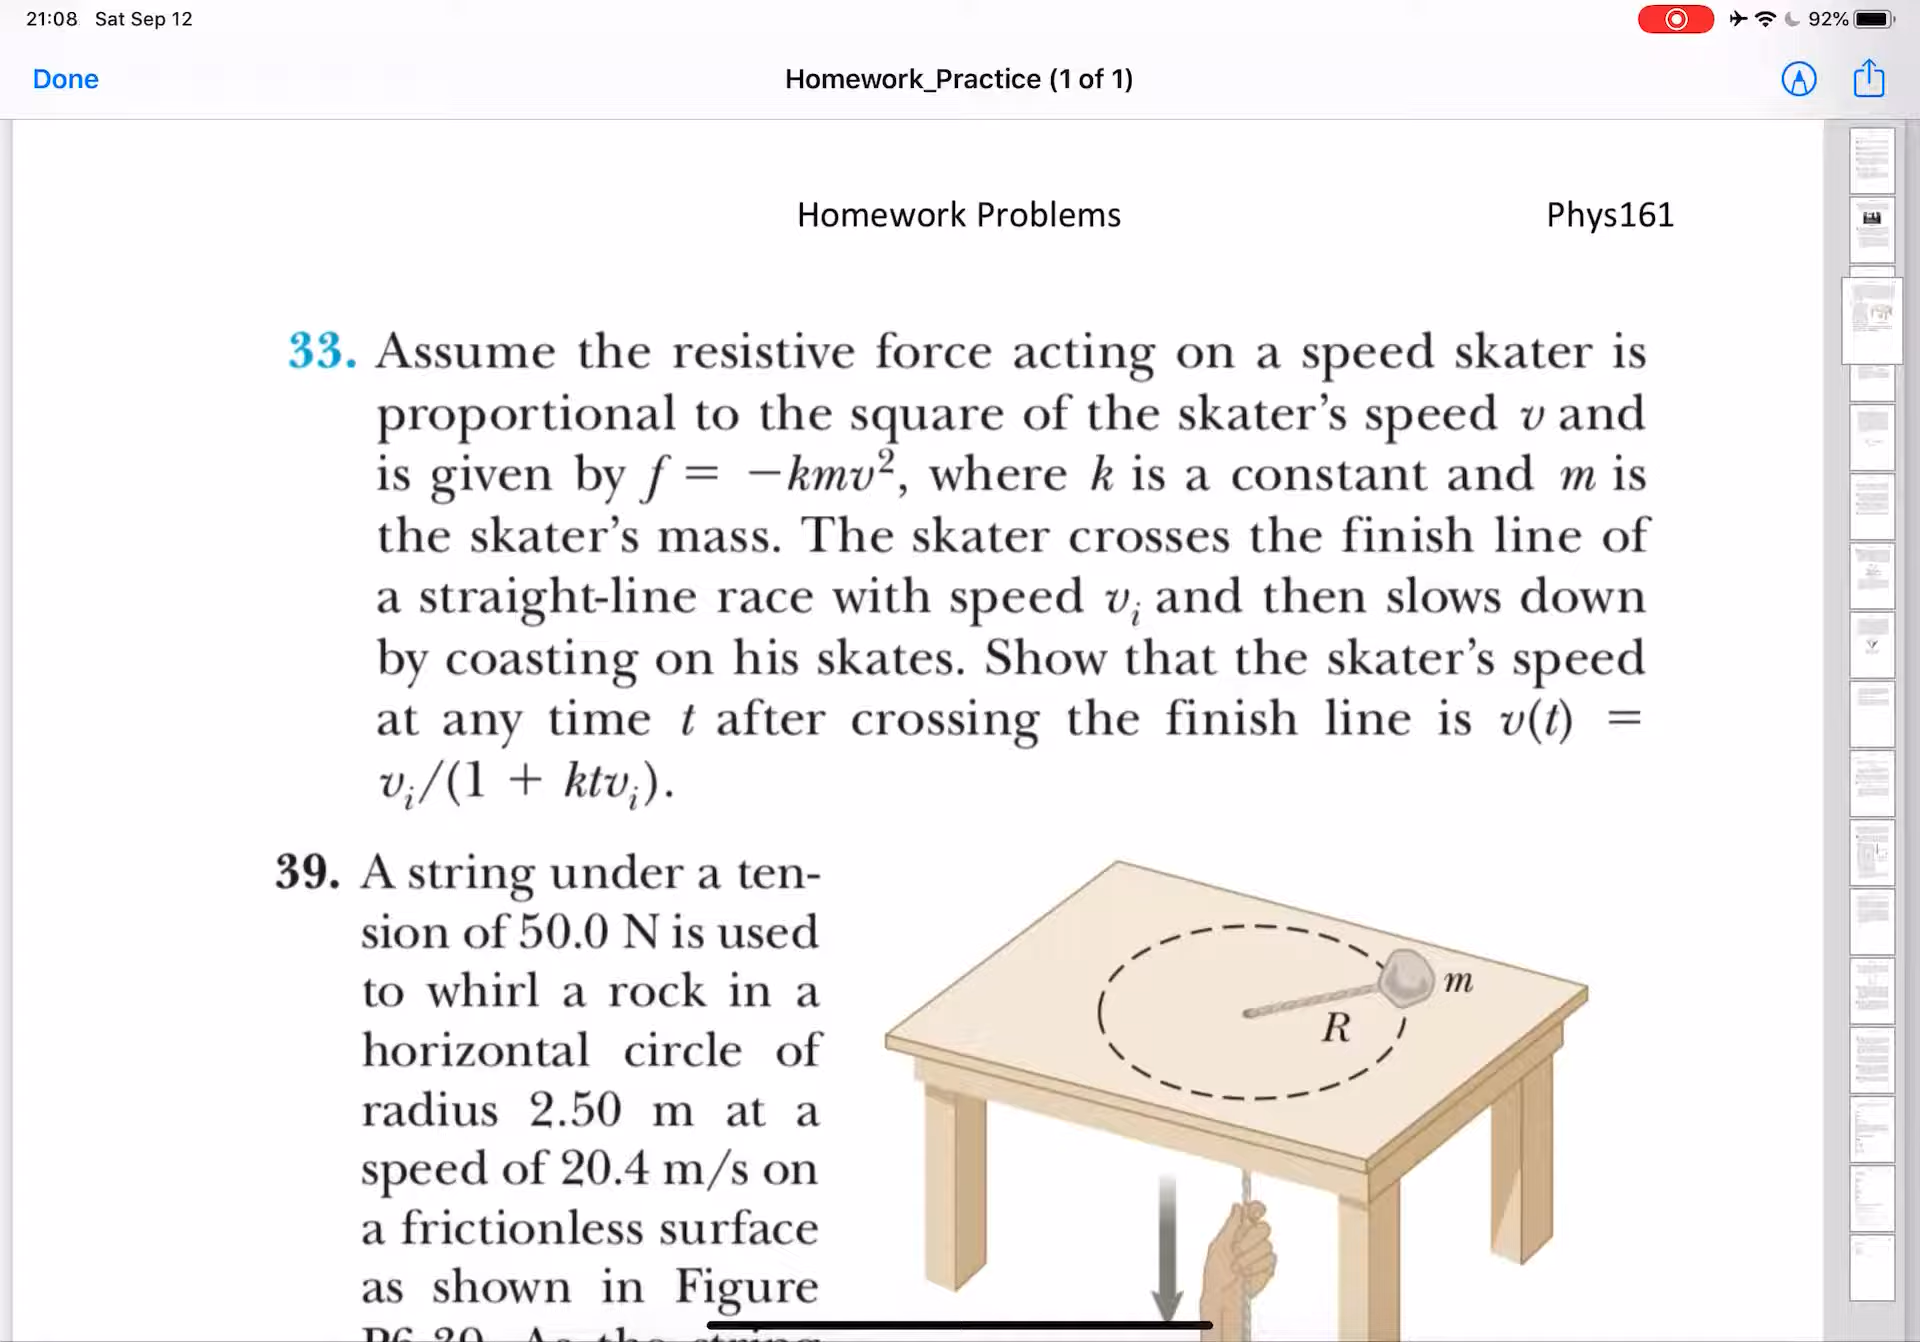 21:08 Sat Sep 12
92%
Done
Homework_Practice (1 of 1)
Homework Problems
Phys161
33. Assume the resistive force acting on a speed skater is
proportional to the square of the skater's speed v and
is given by f = −kmv², where k is a constant and m is
the skater's mass. The skater crosses the finish line of
a straight-line race with speed vᵢ and then slows down
by coasting on his skates. Show that the skater's speed
at any time t after crossing the finish line is v(t) =
vᵢ/(1 + ktvᵢ).
39. A string under a ten-
sion of 50.0 N is used
to whirl a rock in a
horizontal circle of
radius 2.50 m at a
speed of 20.4 m/s on
a frictionless surface
as shown in Figure
m
R